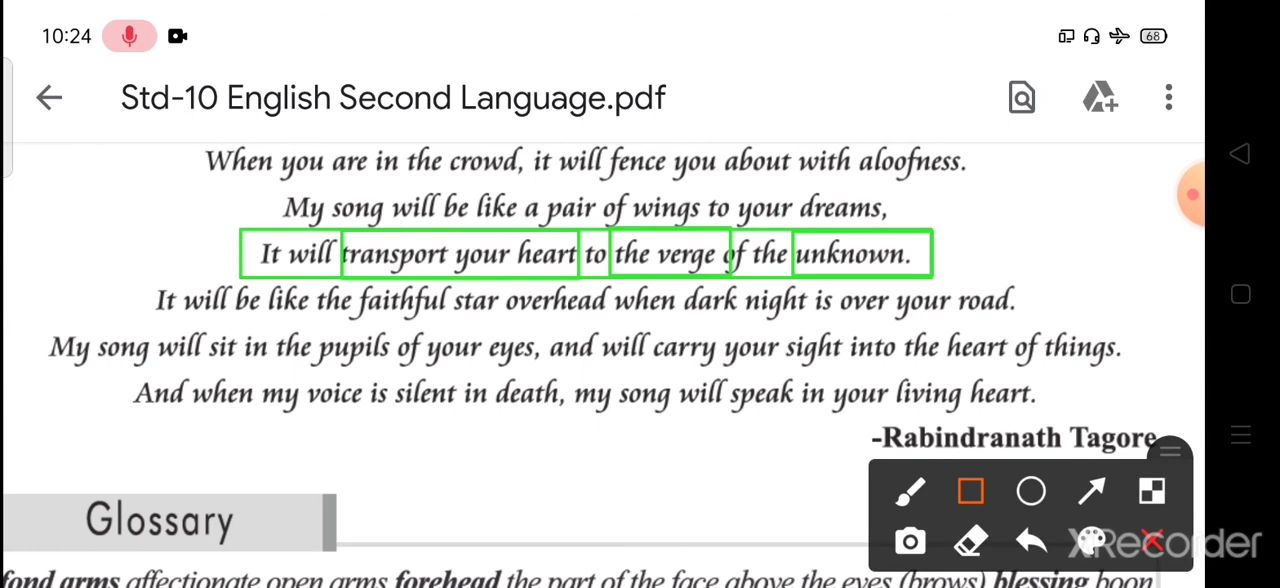 10:24
68
Std-10 English Second Language.pdf
When you are in the crowd, it will fence you about with aloofness.
My song will be like a pair of wings to your dreams,
It will transport your heart to the verge of the unknown.
It will be like the faithful star overhead when dark night is over your road.
My song will sit in the pupils of your eyes, and will carry your sight into the heart of things.
And when my voice is silent in death, my song will speak in your living heart.
-Rabindranath Tagore
Glossary
XRecorder
fond arms affectionate open arms forehead the part of the face above the eyes (brows) blessing boon